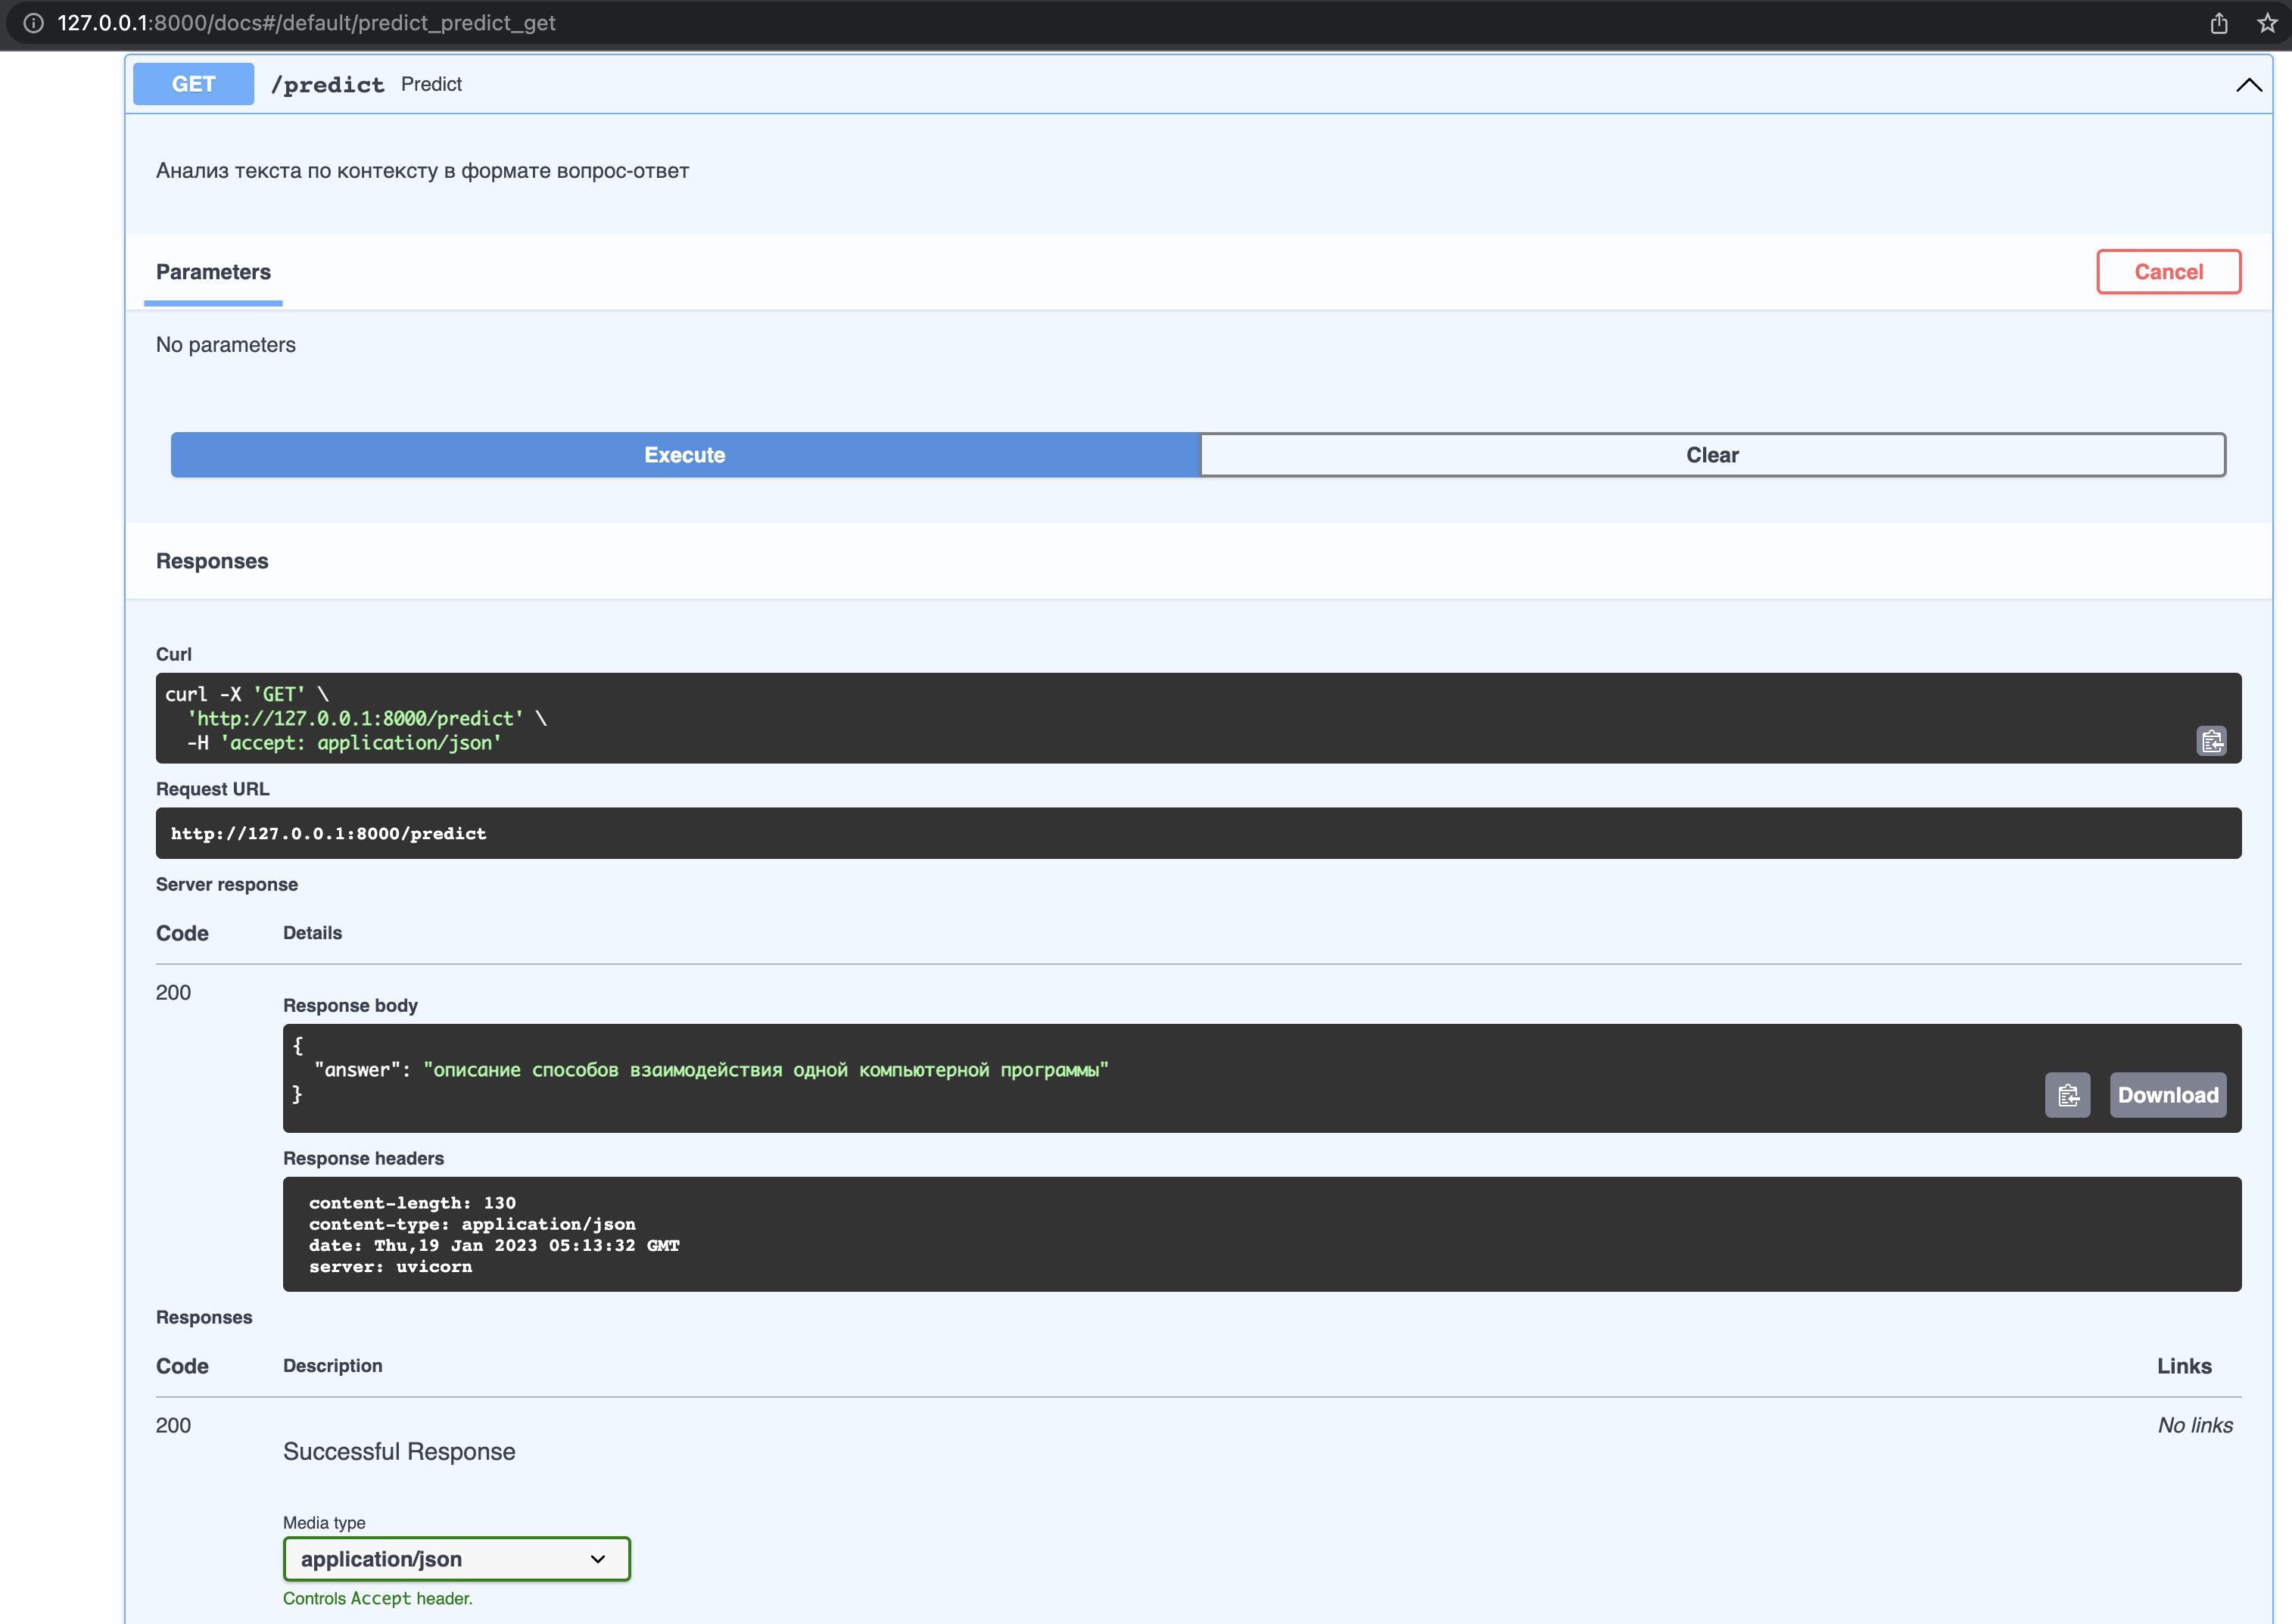 127.0.0.1:8000/docs#/default/predict_predict_get
GET /predict Predict
Анализ текста по контексту в формате вопрос-ответ
Parameters Cancel
No parameters
Execute Clear
Responses
Curl
curl -X 'GET' \
'http://127.0.0.1:8000/predict' \
-H 'accept: application/json'
Request URL
http://127.0.0.1:8000/predict
Server response
Code Details
200
Response body
{
"answer": "описание способов взаимодействия одной компьютерной программы"
}
Download
Response headers
content-length: 130
content-type: application/json
date: Thu,19 Jan 2023 05:13:32 GMT
server: uvicorn
Responses
Code Description Links
200 No links
Successful Response
Media type
application/json
Controls Accept header.